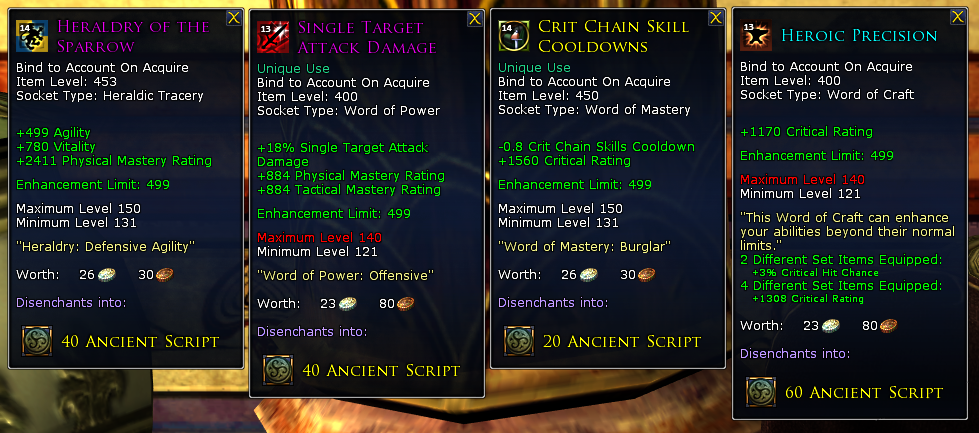 14
Heraldry of the
Sparrow
Bind to Account On Acquire
Item Level: 453
Socket Type: Heraldic Tracery
+499 Agility
+780 Vitality
+2411 Physical Mastery Rating
Enhancement Limit: 499
Maximum Level 150
Minimum Level 131
"Heraldry: Defensive Agility"
Worth: 26 30
Disenchants into:
40 Ancient Script
13
Single Target
Attack Damage
Unique Use
Bind to Account On Acquire
Item Level: 400
Socket Type: Word of Power
+18% Single Target Attack
Damage
+884 Physical Mastery Rating
+884 Tactical Mastery Rating
Enhancement Limit: 499
Maximum Level 140
Minimum Level 121
"Word of Power: Offensive"
Worth: 23 80
Disenchants into:
40 Ancient Script
14
Crit Chain Skill
Cooldowns
Unique Use
Bind to Account On Acquire
Item Level: 450
Socket Type: Word of Mastery
-0.8 Crit Chain Skills Cooldown
+1560 Critical Rating
Enhancement Limit: 499
Maximum Level 150
Minimum Level 131
"Word of Mastery: Burglar"
Worth: 26 30
Disenchants into:
20 Ancient Script
13
Heroic Precision
Bind to Account On Acquire
Item Level: 400
Socket Type: Word of Craft
+1170 Critical Rating
Enhancement Limit: 499
Maximum Level 140
Minimum Level 121
"This Word of Craft can enhance
your abilities beyond their normal
limits."
2 Different Set Items Equipped:
+3% Critical Hit Chance
4 Different Set Items Equipped:
+1308 Critical Rating
Worth: 23 80
Disenchants into:
60 Ancient Script